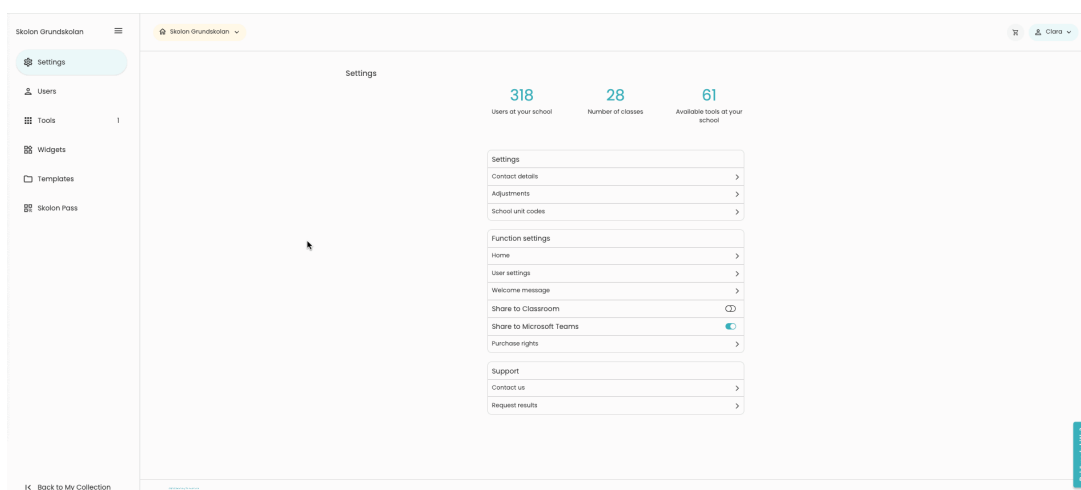 Skolon Grundskolan
Skolon Grundskolan
Clara
Settings
Users
Tools 1
Widgets
Templates
Skolon Pass
Back to My Collection
Settings
318
Users at your school
28
Number of classes
61
Available tools at your
school
Settings
Contact details
Adjustments
School unit codes
Function settings
Home
User settings
Welcome message
Share to Classroom
Share to Microsoft Teams
Purchase rights
Support
Contact us
Request results